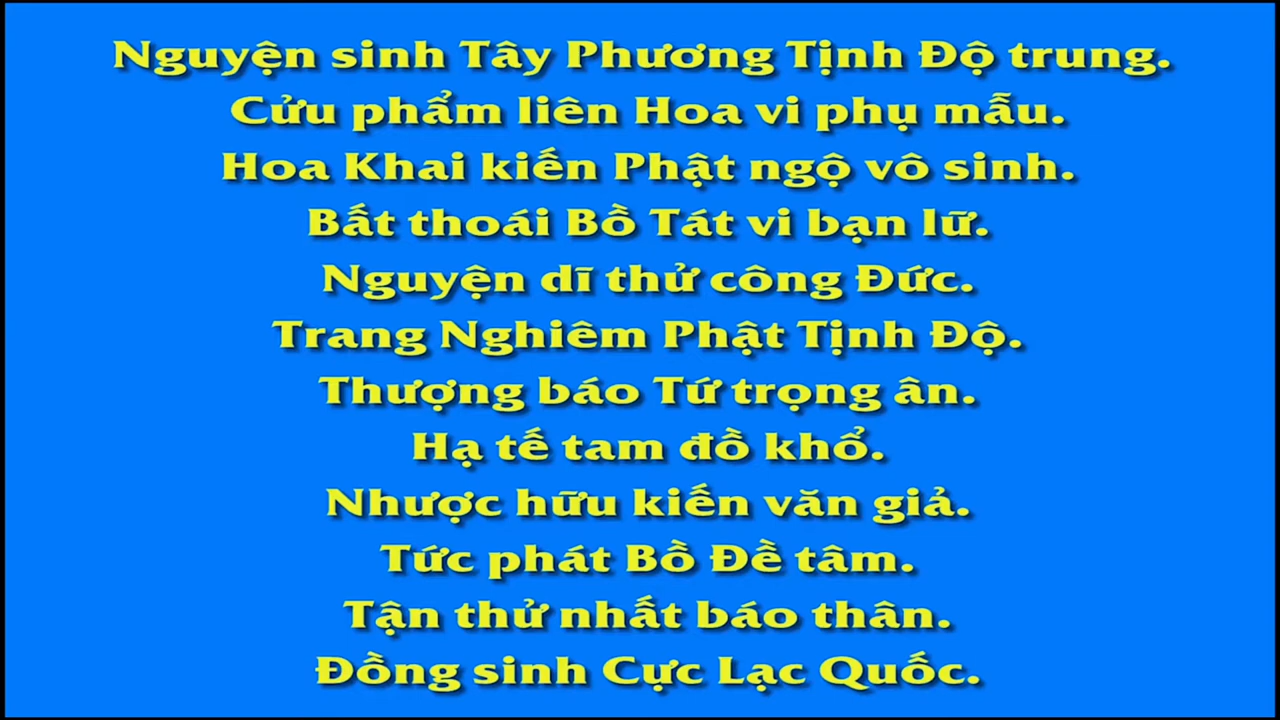 Nguyện sinh Tây Phương Tịnh Độ trung.
Cửu phẩm liên Hoa vi phụ mẫu.
Hoa Khai kiến Phật ngộ vô sinh.
Bất thoái Bồ Tát vi bạn lữ.
Nguyện dĩ thử công Đức.
Trang Nghiêm Phật Tịnh Độ.
Thượng báo Tứ trọng ân.
Hạ tế tam đồ khổ.
Nhược hữu kiến văn giả.
Tức phát Bồ Đề tâm.
Tận thử nhất báo thân.
Đồng sinh Cực Lạc Quốc.